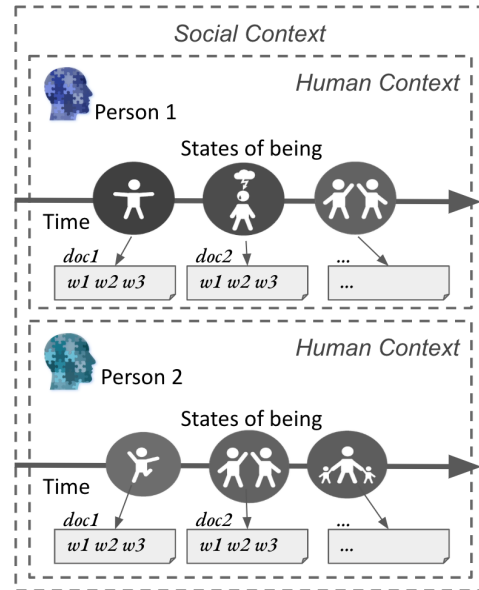 Social Context
Human Context
Person 1
States of being
Time
doc1 doc2 ...
w1 w2 w3 w1 w2 w3 ...
Human Context
Person 2
States of being
Time
doc1 doc2 ...
w1 w2 w3 w1 w2 w3 ...